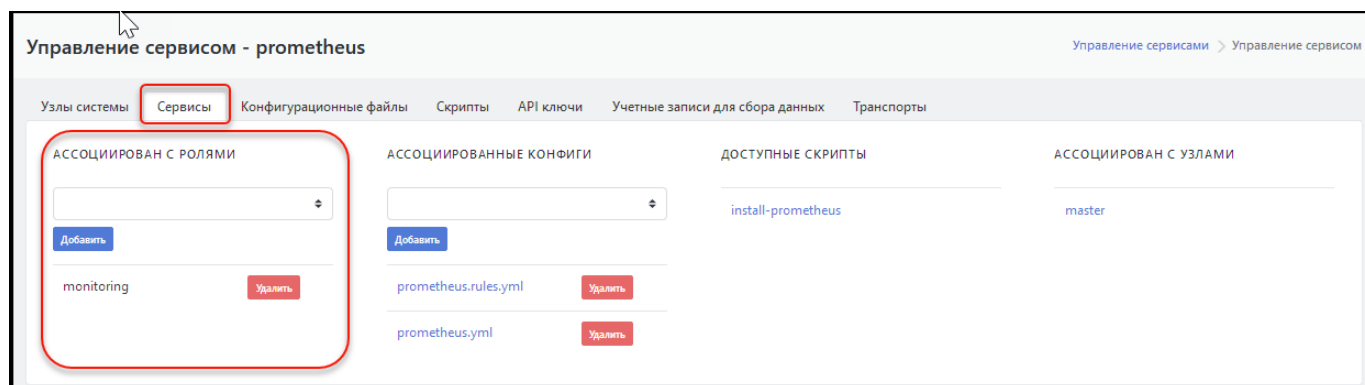 Управление сервисом - prometheus
Управление сервисами > Управление сервисом
Узлы системы Сервисы Конфигурационные файлы Скрипты API ключи Учетные записи для сбора данных Транспорты
АССОЦИИРОВАН С РОЛЯМИ
Добавить
monitoring Удалить
АССОЦИИРОВАННЫЕ КОНФИГИ
Добавить
prometheus.rules.yml Удалить
prometheus.yml Удалить
ДОСТУПНЫЕ СКРИПТЫ
install-prometheus
АССОЦИИРОВАН С УЗЛАМИ
master